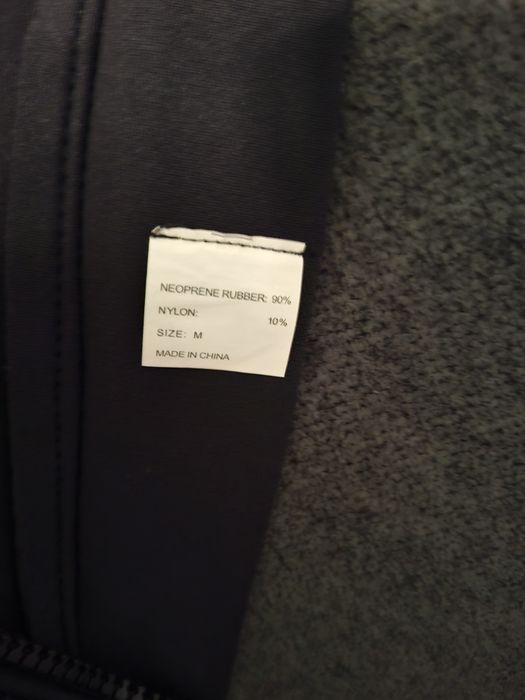 NEOPRENE RUBBER: 90%
NYLON: 10%
SIZE: M
MADE IN CHINA